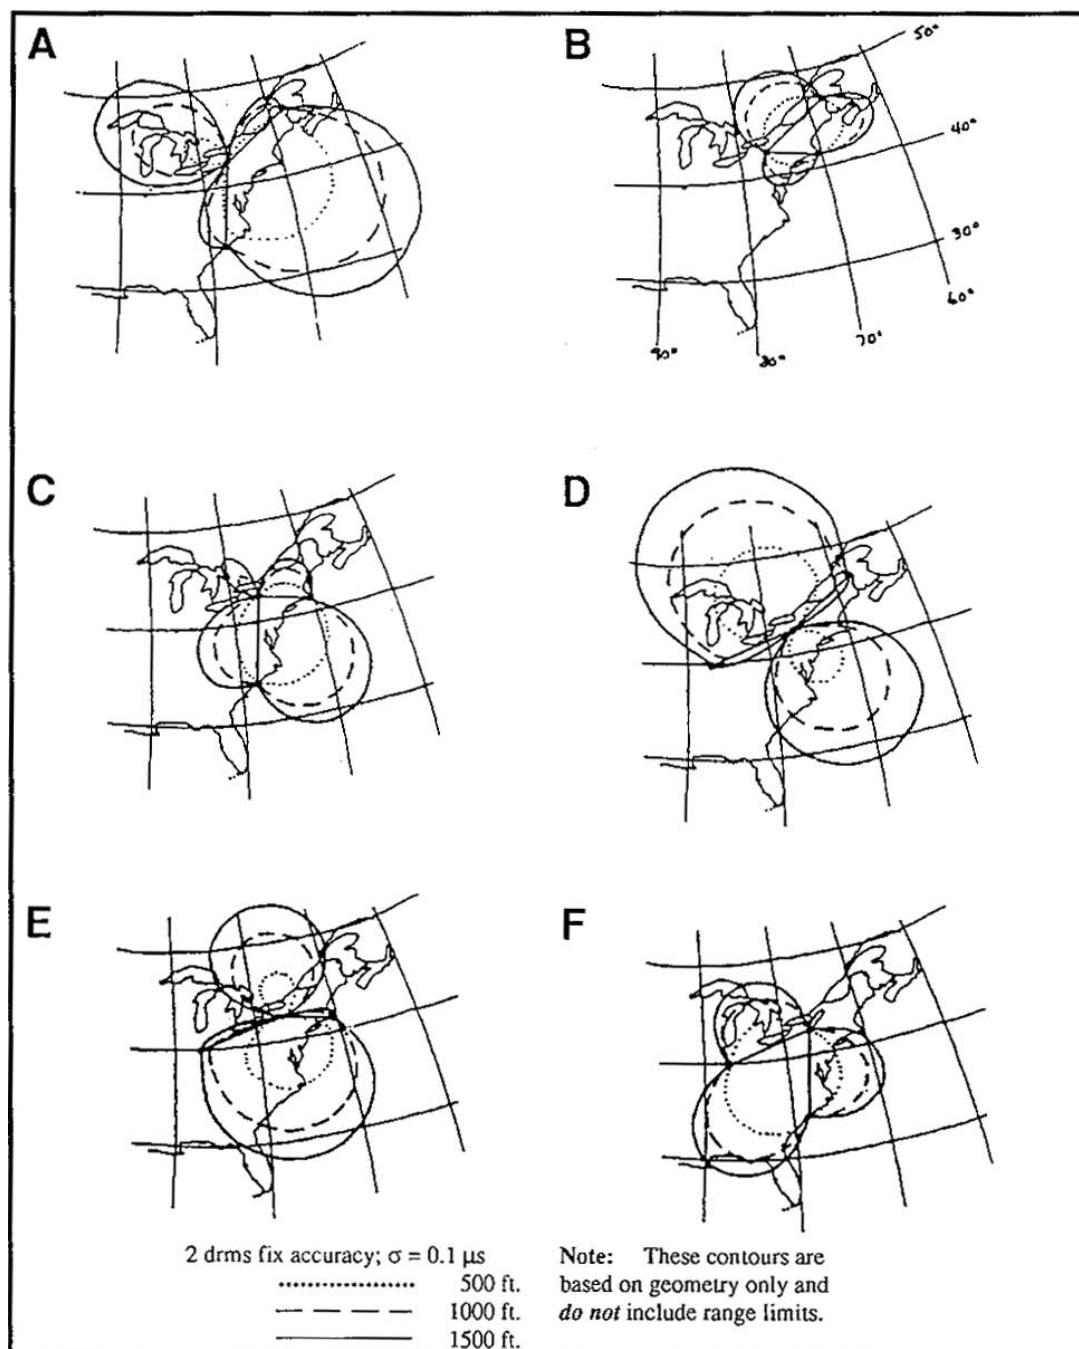 A
B
50°
40°
30°
60°
70°
80°
90°
C
D
E
F
2 drms fix accuracy; σ = 0.1 μs
500 ft.
1000 ft.
1500 ft.
Note: These contours are
based on geometry only and
do not include range limits.